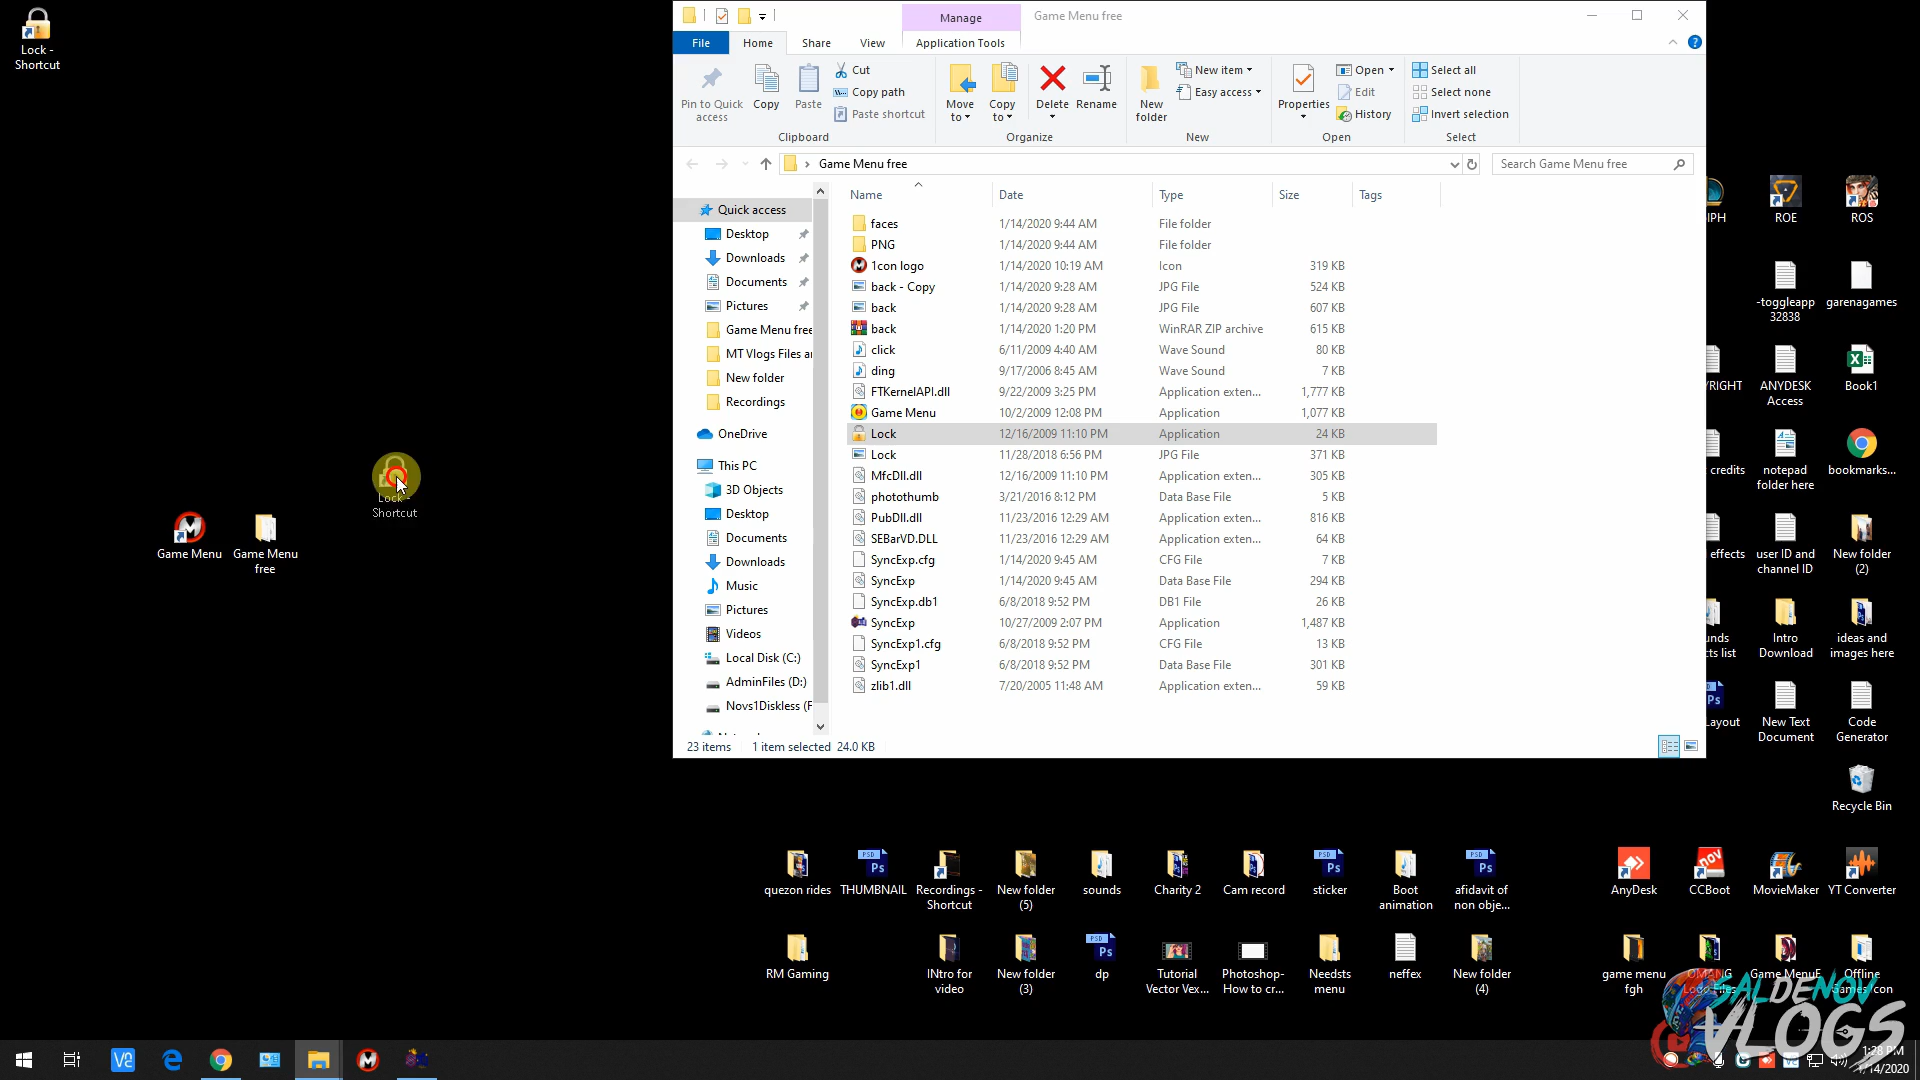 Lock -
Shortcut
Manage
Game Menu free
File
Home
Share
View
Application Tools
Pin to Quick
access
Copy
Paste
Cut
Copy path
Paste shortcut
Clipboard
Move
to
Copy
to
Delete
Rename
Organize
New
folder
New item
Easy access
New
Properties
Open
Edit
History
Open
Select all
Select none
Invert selection
Select
Game Menu free
Search Game Menu free
Quick access
Desktop
Downloads
Documents
Pictures
Game Menu free
MT Vlogs Files a
New folder
Recordings
OneDrive
This PC
3D Objects
Desktop
Documents
Downloads
Music
Pictures
Videos
Local Disk (C:)
AdminFiles (D:)
Novs1Diskless (F
Name Date Type Size Tags
faces 1/14/2020 9:44 AM File folder
PNG 1/14/2020 9:44 AM File folder
1con logo 1/14/2020 10:19 AM Icon 319 KB
back - Copy 1/14/2020 9:28 AM JPG File 524 KB
back 1/14/2020 9:28 AM JPG File 607 KB
back 1/14/2020 1:20 PM WinRAR ZIP archive 615 KB
click 6/11/2009 4:40 AM Wave Sound 80 KB
ding 9/17/2006 8:45 AM Wave Sound 7 KB
FTKernelAPI.dll 9/22/2009 3:25 PM Application exten... 1,777 KB
Game Menu 10/2/2009 12:08 PM Application 1,077 KB
Lock 12/16/2009 11:10 PM Application 24 KB
Lock 11/28/2018 6:56 PM JPG File 371 KB
MfcDll.dll 12/16/2009 11:10 PM Application exten... 305 KB
photothumb 3/21/2016 8:12 PM Data Base File 5 KB
PubDll.dll 11/23/2016 12:29 AM Application exten... 816 KB
SEBarVD.DLL 11/23/2016 12:29 AM Application exten... 64 KB
SyncExp.cfg 1/14/2020 9:45 AM CFG File 7 KB
SyncExp 1/14/2020 9:45 AM Data Base File 294 KB
SyncExp.db1 6/8/2018 9:52 PM DB1 File 26 KB
SyncExp 10/27/2009 2:07 PM Application 1,487 KB
SyncExp1.cfg 6/8/2018 9:52 PM CFG File 13 KB
SyncExp1 6/8/2018 9:52 PM Data Base File 301 KB
zlib1.dll 7/20/2005 11:48 AM Application exten... 59 KB
23 items 1 item selected 24.0 KB
Lock -
Shortcut
Game Menu
Game Menu
free
IPH
ROE
ROS
-toggleapp
32838
garenagames
YRIGHT
ANYDESK
Access
Book1
credits
notepad
folder here
bookmarks...
effects
user ID and
channel ID
New folder
(2)
unds
cts list
Intro
Download
ideas and
images here
Layout
New Text
Document
Code
Generator
Recycle Bin
quezon rides
THUMBNAIL
Recordings -
Shortcut
New folder
(5)
sounds
Charity 2
Cam record
sticker
Boot
animation
afidavit of
non obje...
AnyDesk
CCBoot
MovieMaker
YT Converter
RM Gaming
INtro for
video
New folder
(3)
dp
Tutorial
Vector Vex...
Photoshop-
How to cr...
Needsts
menu
neffex
New folder
(4)
game menu
fgh
OMANG
Logo Files
Game MenuF
Offline
Games Icon
SALDENOV
VLOGS
1:28 PM
1/14/2020